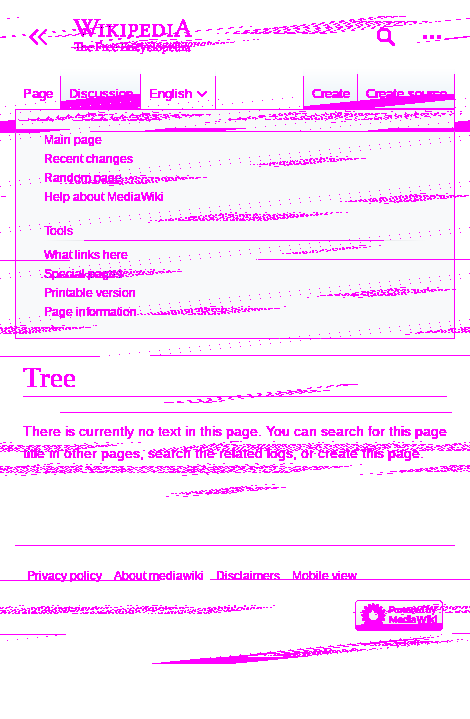 WIKIPEDIA
The Free Encyclopedia
Page Discussion English Create Create source
Main page
Recent changes
Random page
Help about MediaWiki
Tools
What links here
Special pages
Printable version
Page information
Tree
There is currently no text in this page. You can search for this page
title in other pages, search the related logs, or create this page.
Privacy policy About mediawiki Disclaimers Mobile view
Powered by
MediaWiki